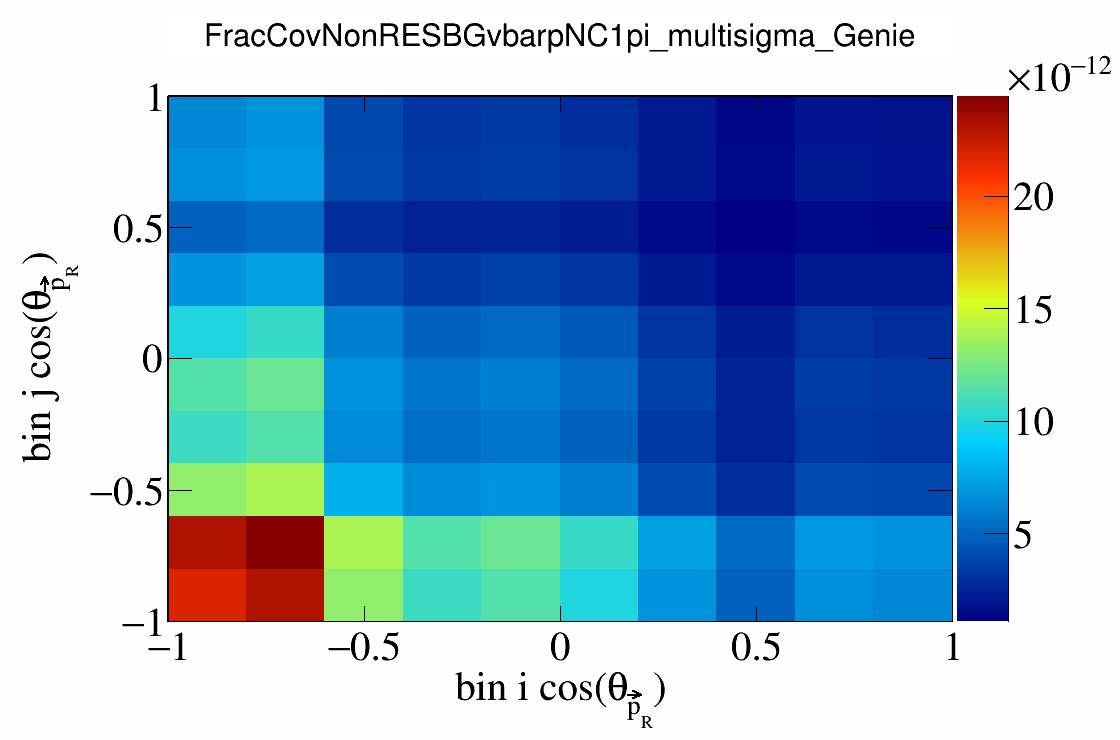 FracCovNonRESBGvbarpNC1pi_multisigma_Genie
×10⁻¹²
1
0.5
0
−0.5
−1
bin j cos(θ_p⃗_R)
20
15
10
5
−1 −0.5 0 0.5 1
bin i cos(θ_p⃗_R)